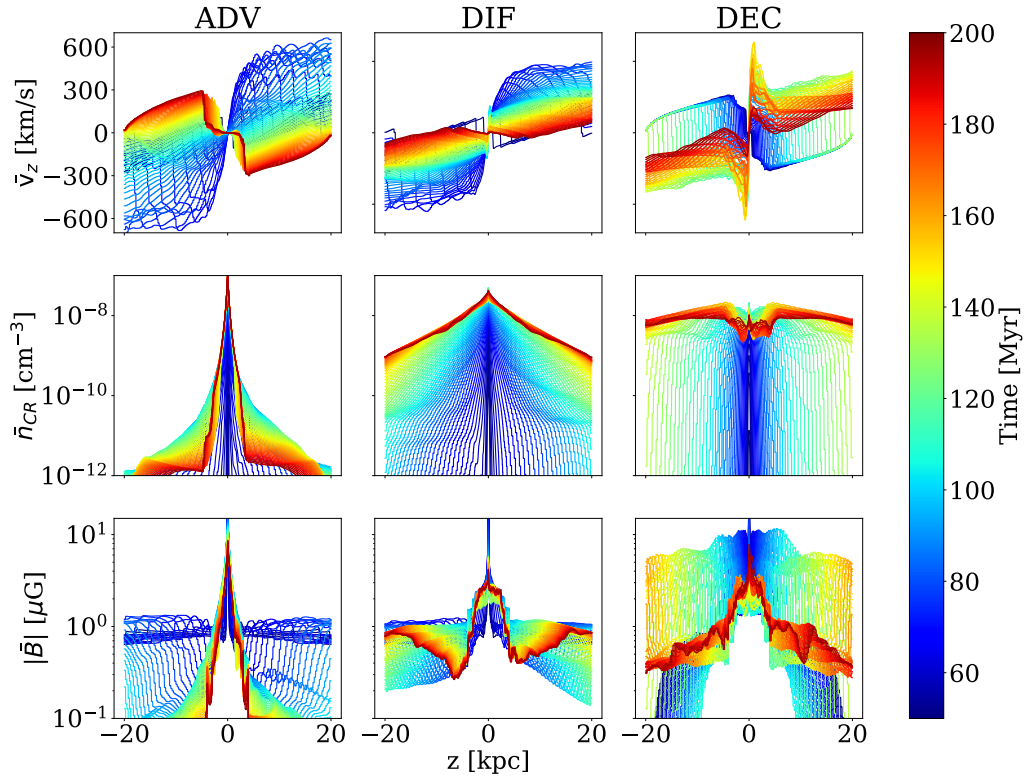 ADV DIF DEC
600
300
0
−300
−600
v̄_z [km/s]
10^{−8}
10^{−10}
10^{−12}
n̄_{CR} [cm^{−3}]
10^1
10^0
10^{−1}
|B̄| [μG]
−20 0 20 −20 0 20 −20 0 20
z [kpc]
200
180
160
140
120
100
80
60
Time [Myr]